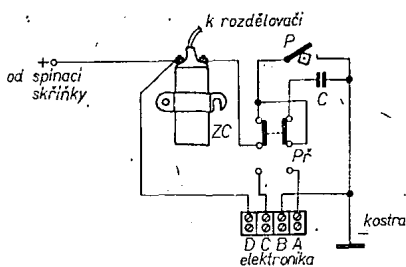 k rozdělovači
P
+
od spínací
skříňky
ZC
C
Př
kostra
D C B A
elektronika